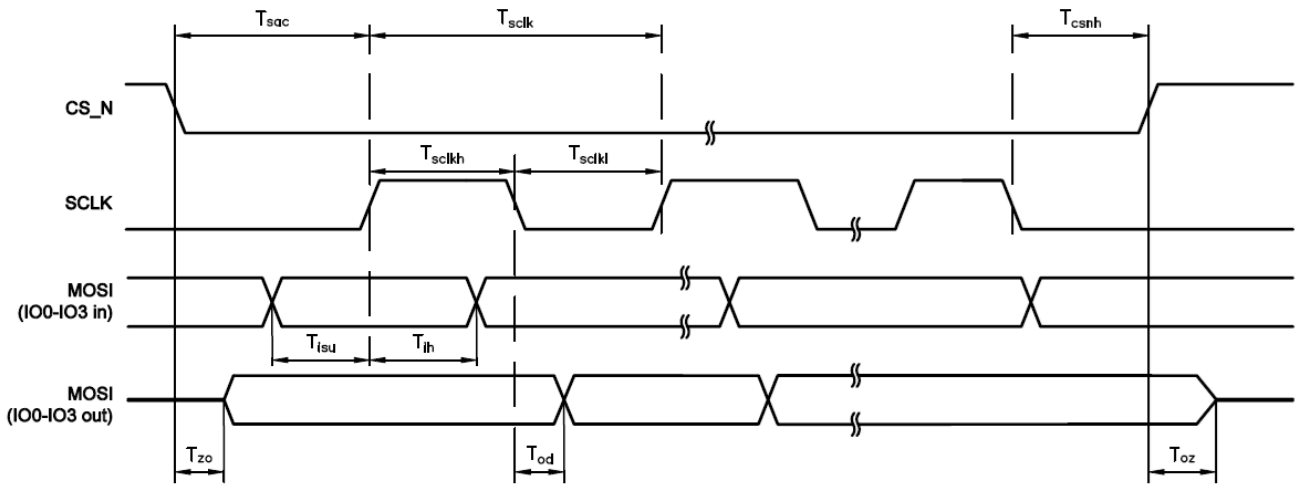 Tsac Tsclk Tcsnh
CS_N
Tsclkh Tsclkl
SCLK
MOSI
(IO0-IO3 in)
Tisu Tih
MOSI
(IO0-IO3 out)
Tzo Tod Toz